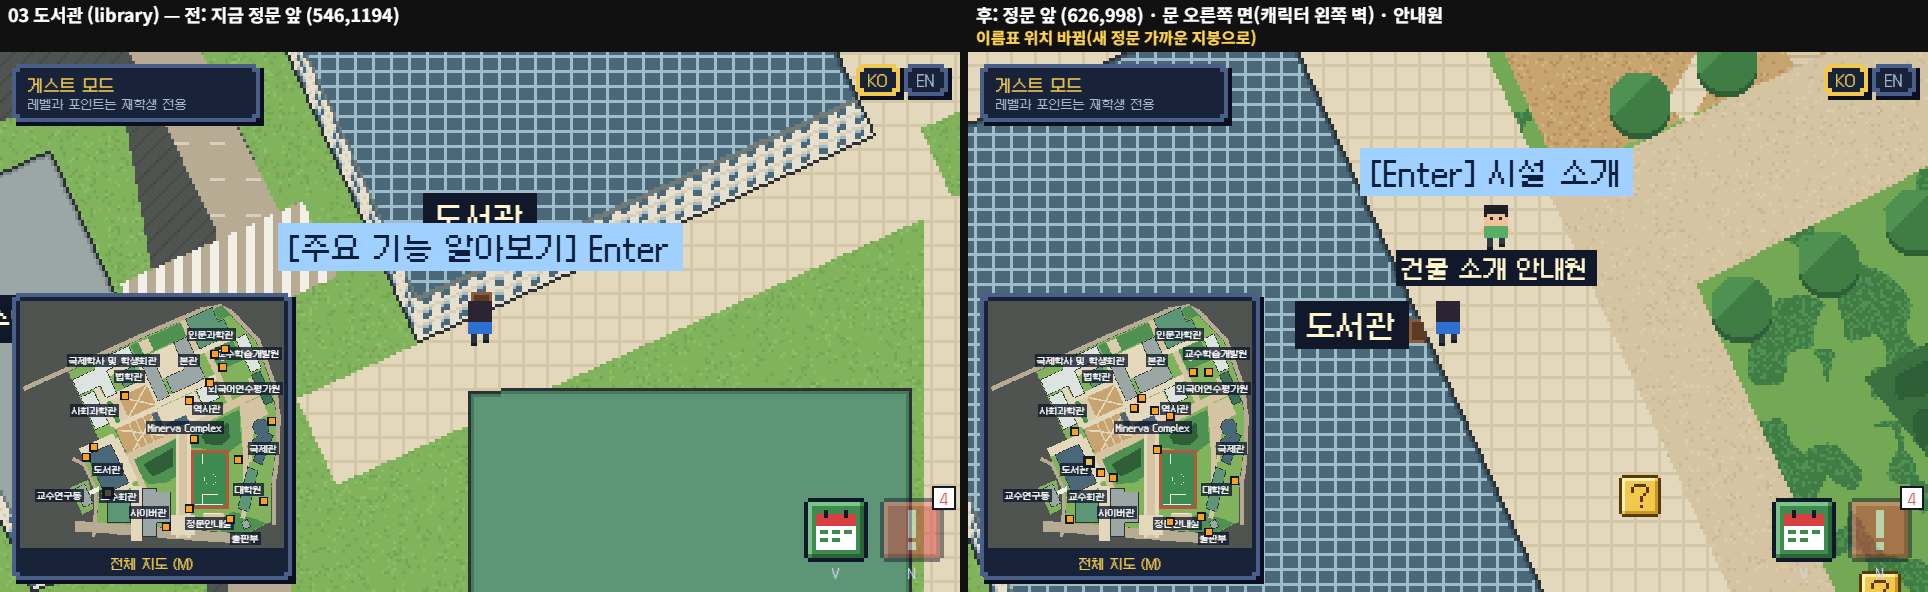 03 도서관 (library) — 전: 지금 정문 앞 (546,1194)
게스트 모드
레벨과 포인트는 재학생 전용
KO
EN
도서관
[주요 기능 알아보기] Enter
인문과학관
교수학습개발원
국제학사 및 학생회관
본관
법학관
외국어연수평가원
사회과학관
역사관
Minerva Complex
국제관
도서관
대학원
교수연구동
수회관
사이버관
정문안내실
출판부
전체 지도 (M)
4
V
N
후: 정문 앞 (626,998) · 문 오른쪽 면(캐릭터 왼쪽 벽) · 안내원
이름표 위치 바뀜(새 정문 가까운 지붕으로)
게스트 모드
레벨과 포인트는 재학생 전용
KO
EN
[Enter] 시설 소개
건물 소개 안내원
도서관
인문과학관
국제학사 및 학생회관
본관
교수학습개발원
법학관
외국어연수평가원
사회과학관
역사관
Minerva Complex
국제관
도서관
대학원
교수연구동
교수회관
사이버관
정문안내실
출판부
전체 지도 (M)
?
4
?
V
N